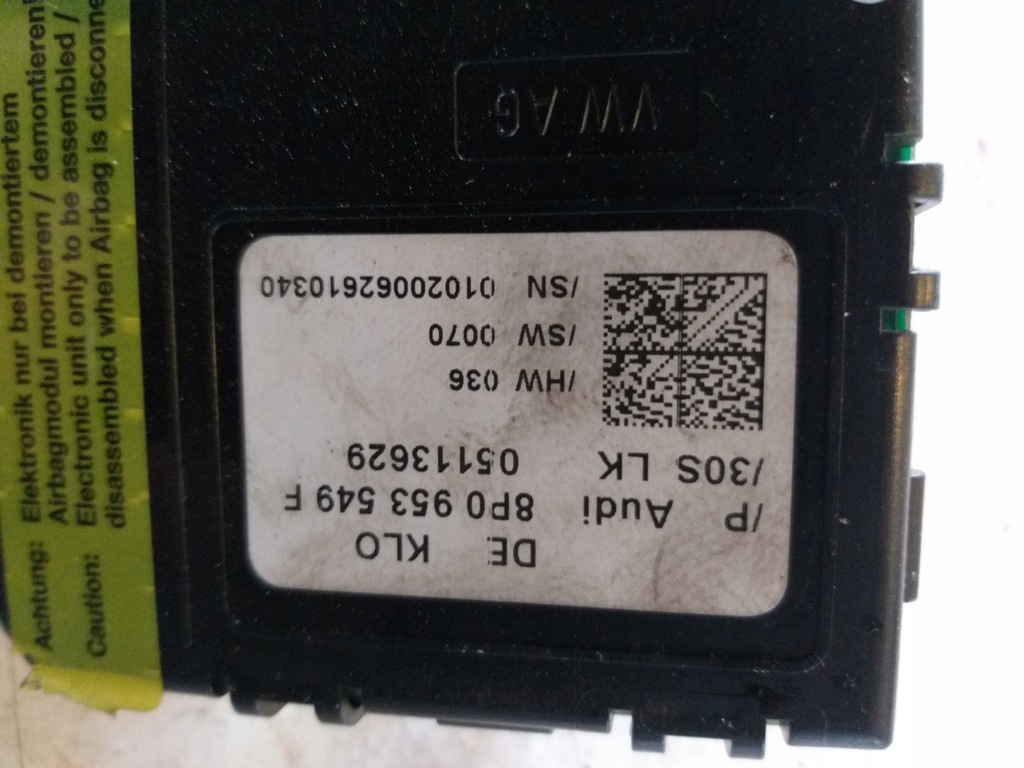 DE KLO
/P Audi 8P0 953 549 F
/30S LK 05113629
/HW 036
/SW 0070
/SN 01020062610340
VW AG
Achtung: Elektronik nur bei demontierten
Airbagmodul montieren / demontieren
Caution: Electronic unit only to be assembled /
disassembled when Airbag is